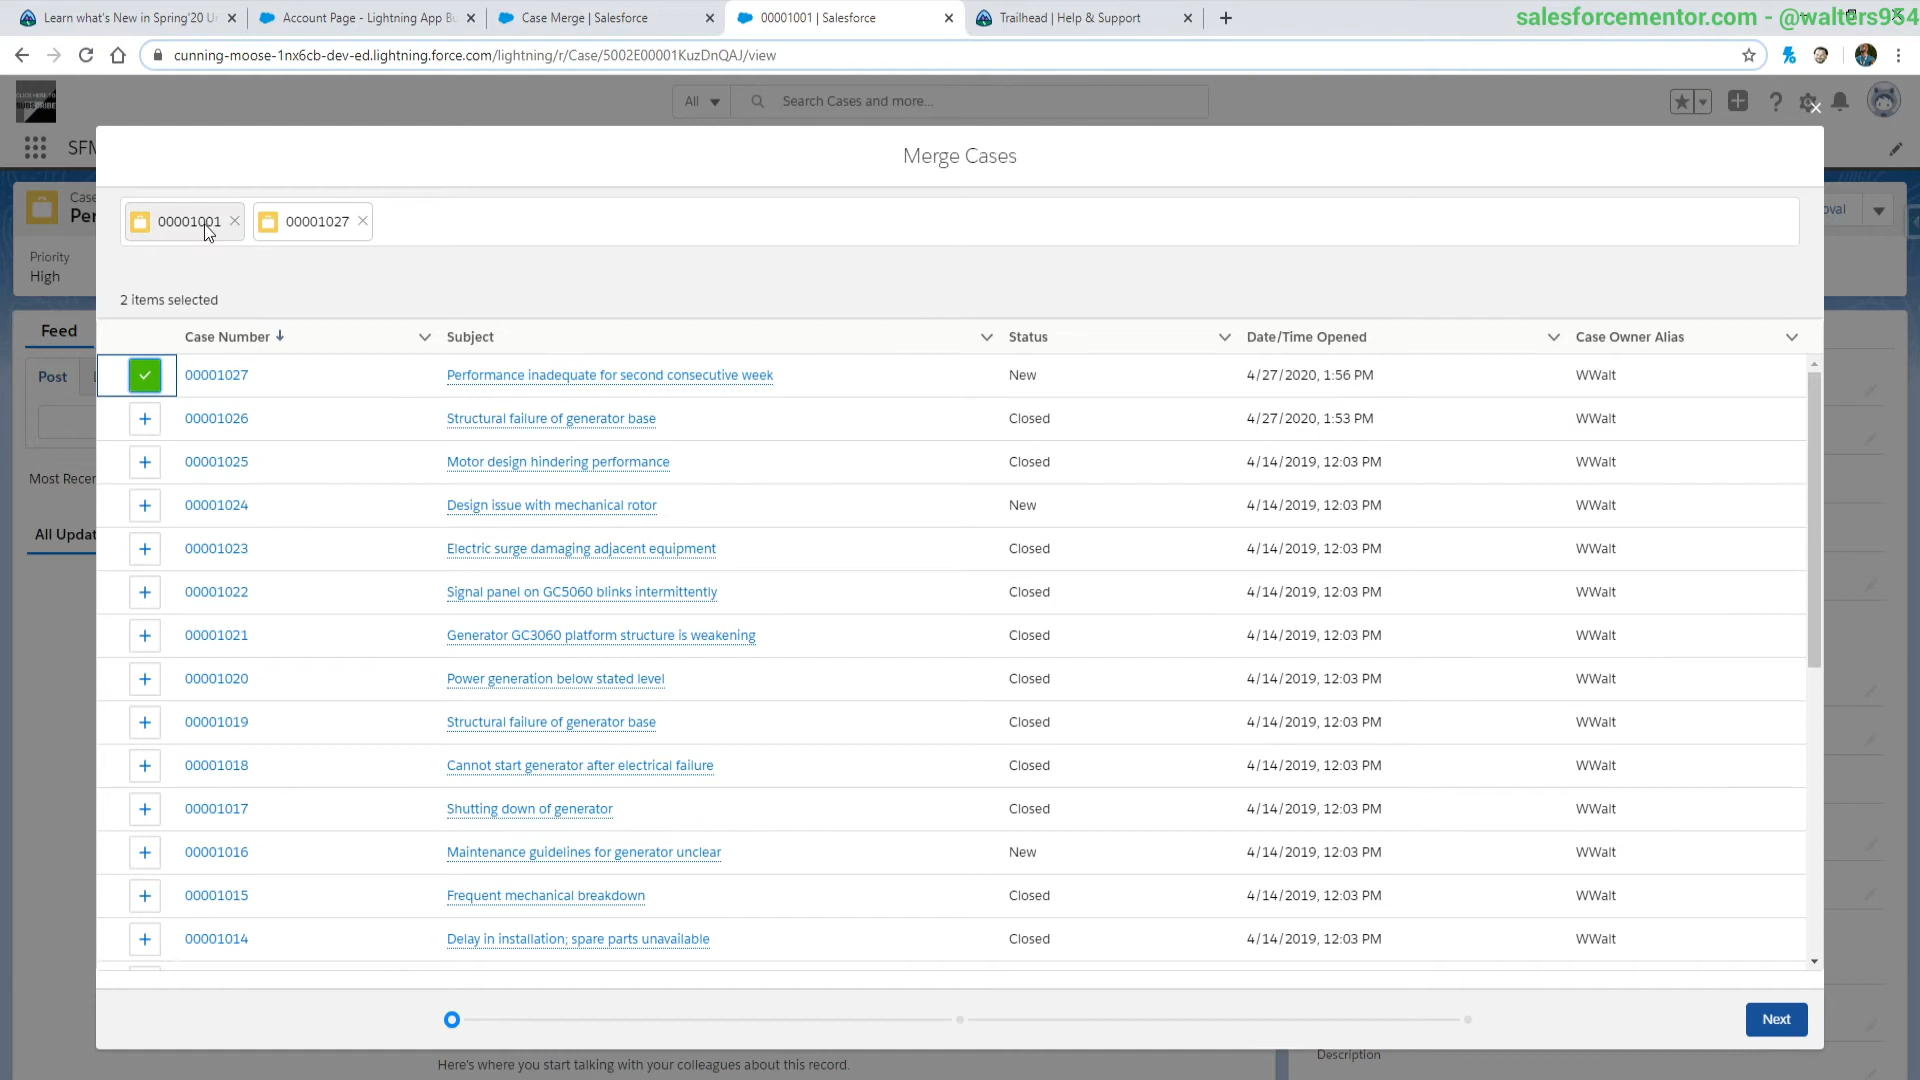 Learn what's New in Spring'20 U
Account Page - Lightning App Bu
Case Merge | Salesforce
00001001 | Salesforce
Trailhead | Help & Support
salesforcementor.com - @walters954
cunning-moose-1nx6cb-dev-ed.lightning.force.com/lightning/r/Case/5002E00001KuzDnQAJ/view
CLICK HERE TO
SUBSCRIBE
All
Search Cases and more...
SFM
Merge Cases
Case
Per
oval
00001001
00001027
Priority
High
2 items selected
Feed
Case Number Subject Status Date/Time Opened Case Owner Alias
Post
00001027 Performance inadequate for second consecutive week New 4/27/2020, 1:56 PM WWalt
00001026 Structural failure of generator base Closed 4/27/2020, 1:53 PM WWalt
00001025 Motor design hindering performance Closed 4/14/2019, 12:03 PM WWalt
Most Recen
00001024 Design issue with mechanical rotor New 4/14/2019, 12:03 PM WWalt
All Updat
00001023 Electric surge damaging adjacent equipment Closed 4/14/2019, 12:03 PM WWalt
00001022 Signal panel on GC5060 blinks intermittently Closed 4/14/2019, 12:03 PM WWalt
00001021 Generator GC3060 platform structure is weakening Closed 4/14/2019, 12:03 PM WWalt
00001020 Power generation below stated level Closed 4/14/2019, 12:03 PM WWalt
00001019 Structural failure of generator base Closed 4/14/2019, 12:03 PM WWalt
00001018 Cannot start generator after electrical failure Closed 4/14/2019, 12:03 PM WWalt
00001017 Shutting down of generator Closed 4/14/2019, 12:03 PM WWalt
00001016 Maintenance guidelines for generator unclear New 4/14/2019, 12:03 PM WWalt
00001015 Frequent mechanical breakdown Closed 4/14/2019, 12:03 PM WWalt
00001014 Delay in installation; spare parts unavailable Closed 4/14/2019, 12:03 PM WWalt
Next
Here's where you start talking with your colleagues about this record.
Description